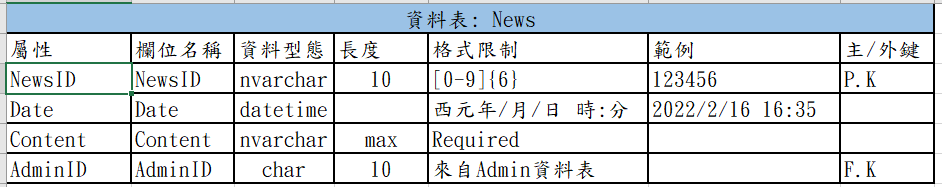 資料表: News
屬性 欄位名稱 資料型態 長度 格式限制 範例 主/外鍵
NewsID NewsID nvarchar 10 [0-9]{6} 123456 P.K
Date Date datetime 西元年/月/日 時:分 2022/2/16 16:35
Content Content nvarchar max Required
AdminID AdminID char 10 來自Admin資料表 F.K